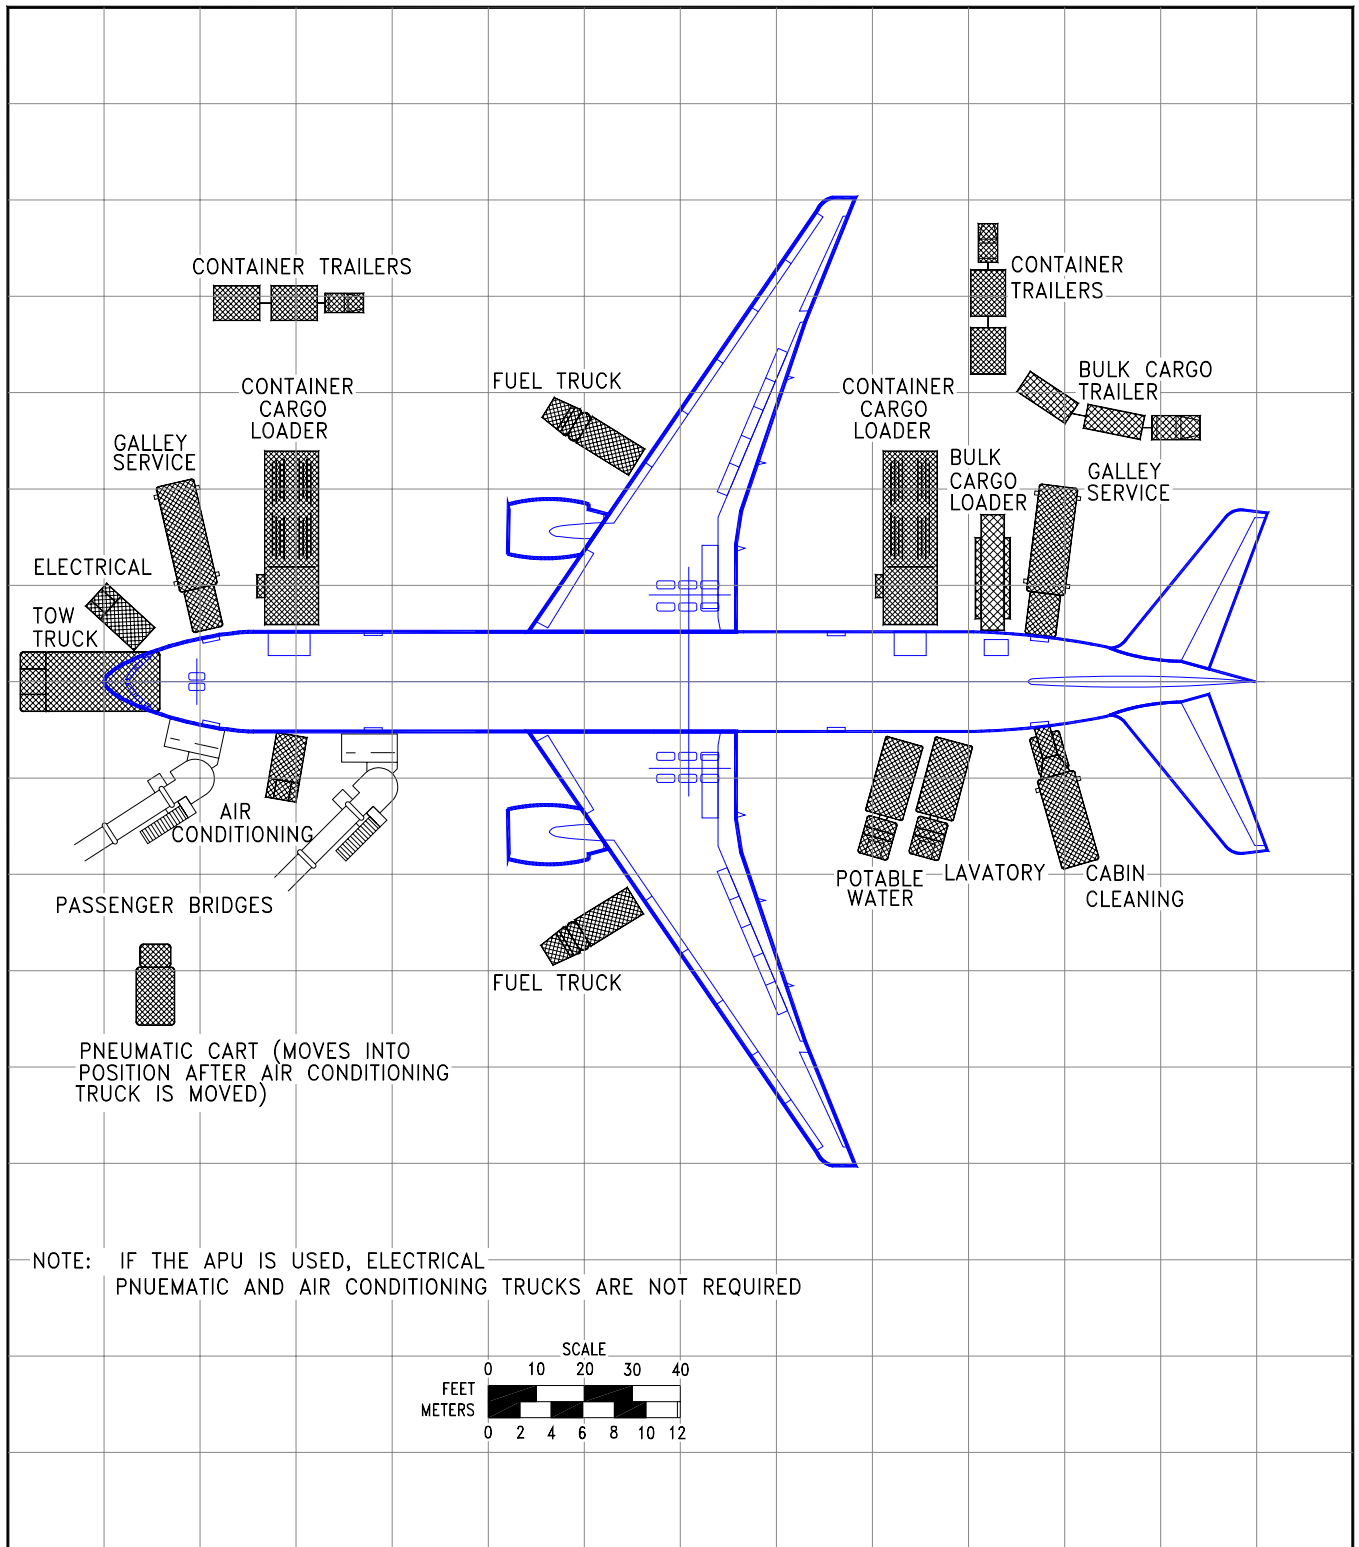 CONTAINER TRAILERS
CONTAINER
TRAILERS
BULK CARGO
TRAILER
FUEL TRUCK
CONTAINER
CARGO
LOADER
CONTAINER
CARGO
LOADER
GALLEY
SERVICE
BULK
CARGO
LOADER
GALLEY
SERVICE
ELECTRICAL
TOW
TRUCK
AIR
CONDITIONING
PASSENGER BRIDGES
POTABLE
WATER
LAVATORY
CABIN
CLEANING
FUEL TRUCK
PNEUMATIC CART (MOVES INTO
POSITION AFTER AIR CONDITIONING
TRUCK IS MOVED)
NOTE: IF THE APU IS USED, ELECTRICAL
PNUEMATIC AND AIR CONDITIONING TRUCKS ARE NOT REQUIRED
SCALE
0 10 20 30 40
FEET
METERS
0 2 4 6 8 10 12